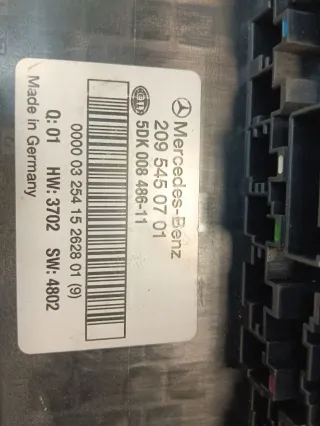 Mercedes-Benz
209 545 07 01
5DK 008 486-11
0000 03 254 15 2628 01 (9)
Q: 01 HW: 3702 SW: 4802
Made in Germany